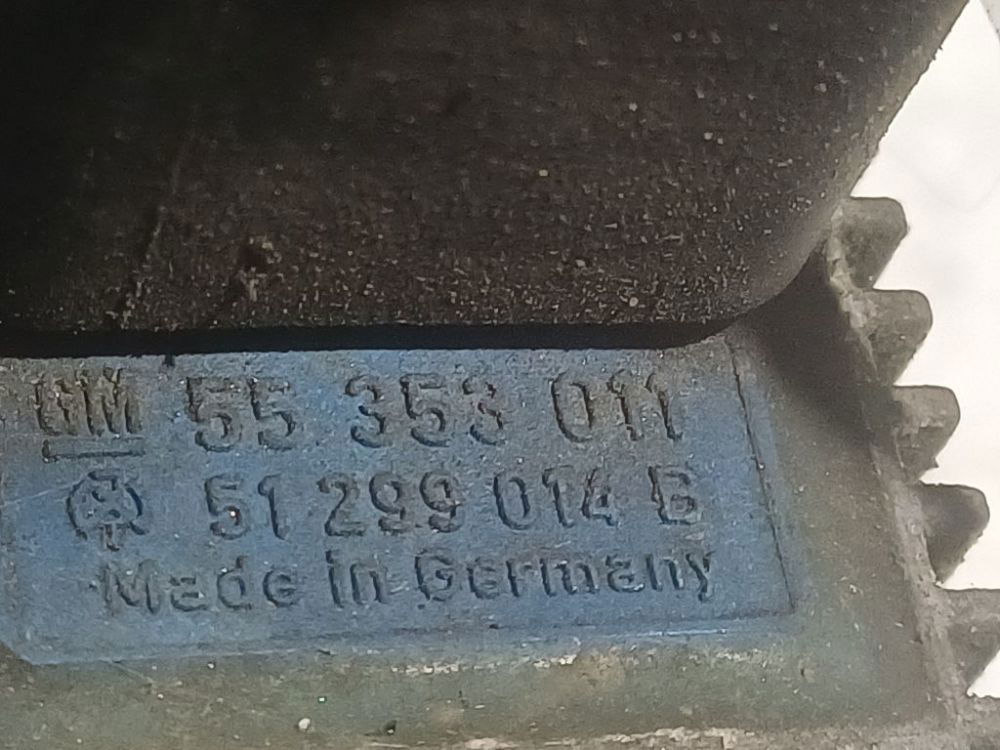 GM 55 353 011
51 299 014 B
Made in Germany